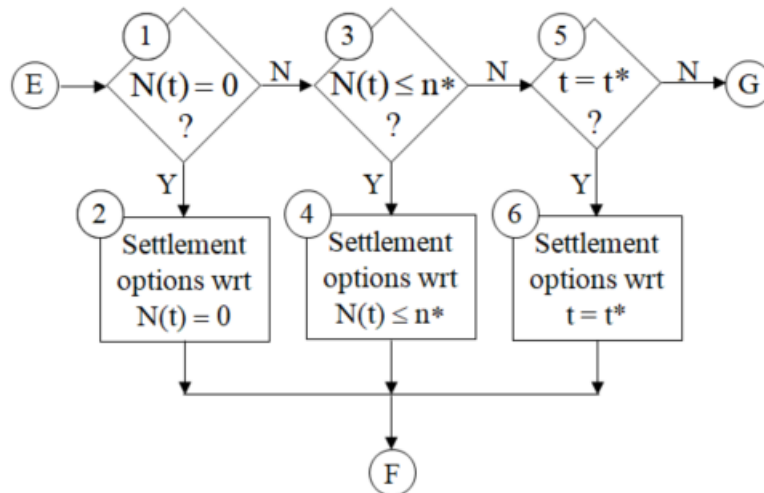 1
3
5
E
N(t) = 0
?
N
N(t) ≤ n*
?
N
t = t*
?
N
G
Y
Y
Y
2
Settlement
options wrt
N(t) = 0
4
Settlement
options wrt
N(t) ≤ n*
6
Settlement
options wrt
t = t*
F